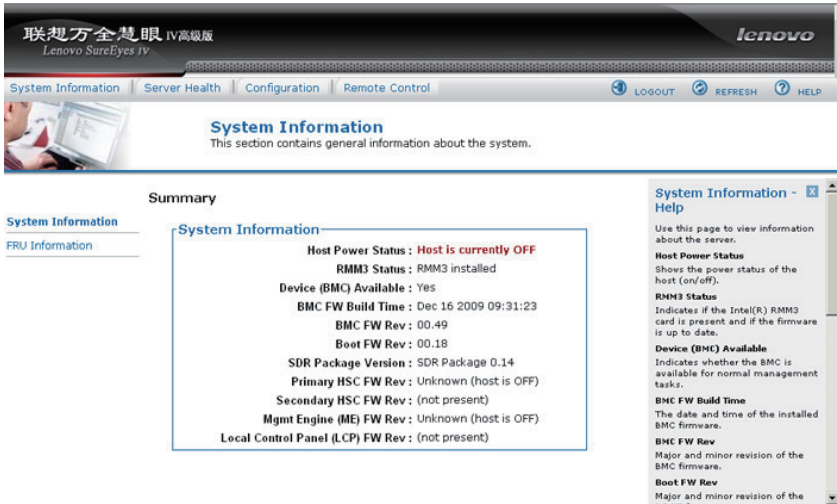 联想万全慧眼 IV高级版
Lenovo SureEyes IV
lenovo
System Information
Server Health
Configuration
Remote Control
LOGOUT
REFRESH
HELP
System Information
This section contains general information about the system.
System Information
FRU Information
Summary
System Information
Host Power Status : Host is currently OFF
RMM3 Status : RMM3 installed
Device (BMC) Available : Yes
BMC FW Build Time : Dec 16 2009 09:31:23
BMC FW Rev : 00.49
Boot FW Rev : 00.18
SDR Package Version : SDR Package 0.14
Primary HSC FW Rev : Unknown (host is OFF)
Secondary HSC FW Rev : (not present)
Mgmt Engine (ME) FW Rev : Unknown (host is OFF)
Local Control Panel (LCP) FW Rev : (not present)
System Information -
Help
Use this page to view information
about the server.
Host Power Status
Shows the power status of the
host (on/off).
RMM3 Status
Indicates if the Intel(R) RMM3
card is present and if the firmware
is up to date.
Device (BMC) Available
Indicates whether the BMC is
available for normal management
tasks.
BMC FW Build Time
The date and time of the installed
BMC firmware.
BMC FW Rev
Major and minor revision of the
BMC firmware.
Boot FW Rev
Major and minor revision of the